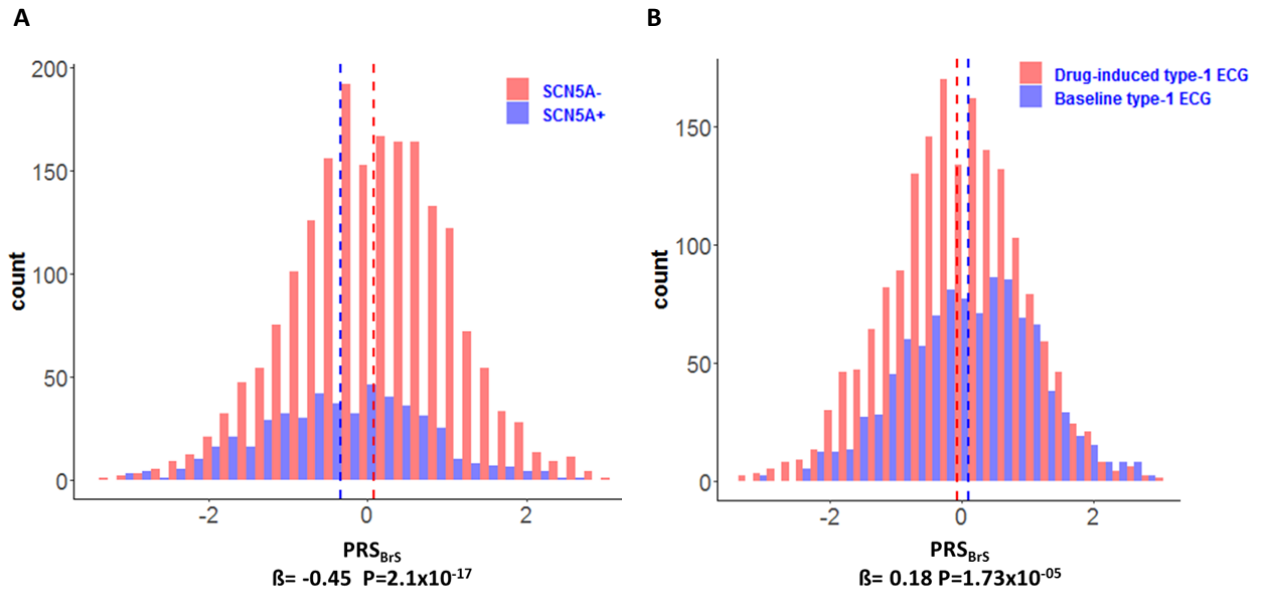 A
200
150
100
50
0
count
-2 0 2
SCN5A-
SCN5A+
PRS_BrS
ß= -0.45 P=2.1x10^-17
B
150
100
50
0
count
-2 0 2
Drug-induced type-1 ECG
Baseline type-1 ECG
PRS_BrS
ß= 0.18 P=1.73x10^-05